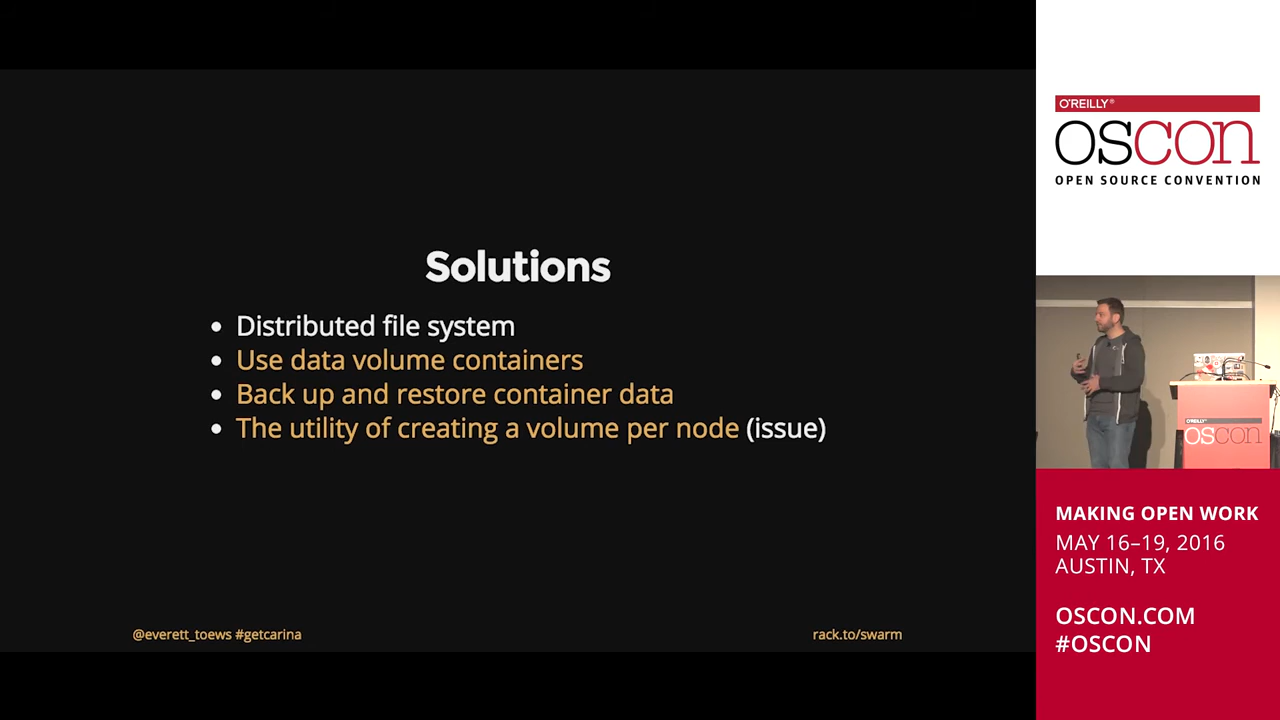 Solutions
• Distributed file system
• Use data volume containers
• Back up and restore container data
• The utility of creating a volume per node (issue)
@everett_toews #getcarina
rack.to/swarm
O'REILLY®
OSCON
OPEN SOURCE CONVENTION
O'REILLY®
OSCON
MAKING OPEN WORK
MAY 16–19, 2016
AUSTIN, TX
OSCON.COM
#OSCON